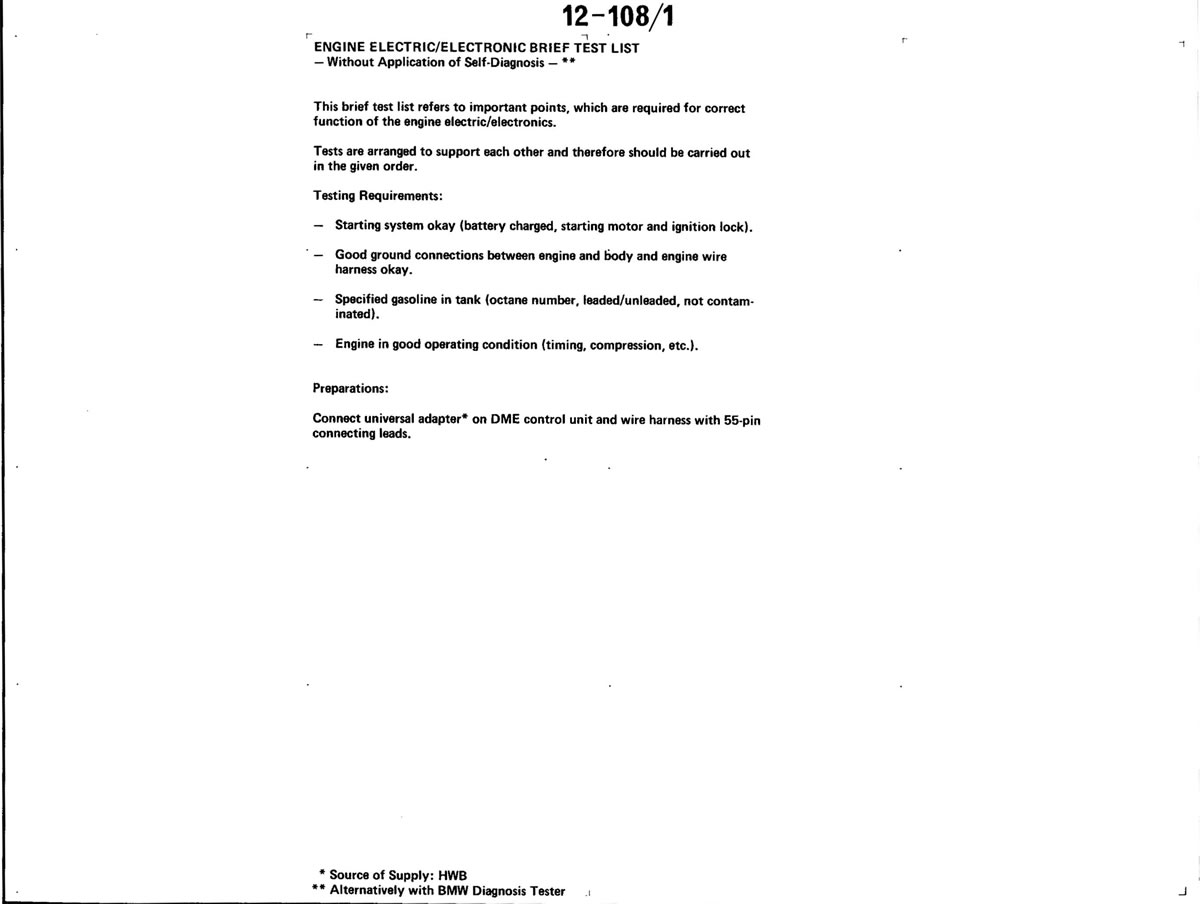 12-108/1
ENGINE ELECTRIC/ELECTRONIC BRIEF TEST LIST
— Without Application of Self-Diagnosis — **
This brief test list refers to important points, which are required for correct
function of the engine electric/electronics.
Tests are arranged to support each other and therefore should be carried out
in the given order.
Testing Requirements:
— Starting system okay (battery charged, starting motor and ignition lock).
— Good ground connections between engine and body and engine wire
harness okay.
— Specified gasoline in tank (octane number, leaded/unleaded, not contam-
inated).
— Engine in good operating condition (timing, compression, etc.).
Preparations:
Connect universal adapter* on DME control unit and wire harness with 55-pin
connecting leads.
* Source of Supply: HWB
** Alternatively with BMW Diagnosis Tester